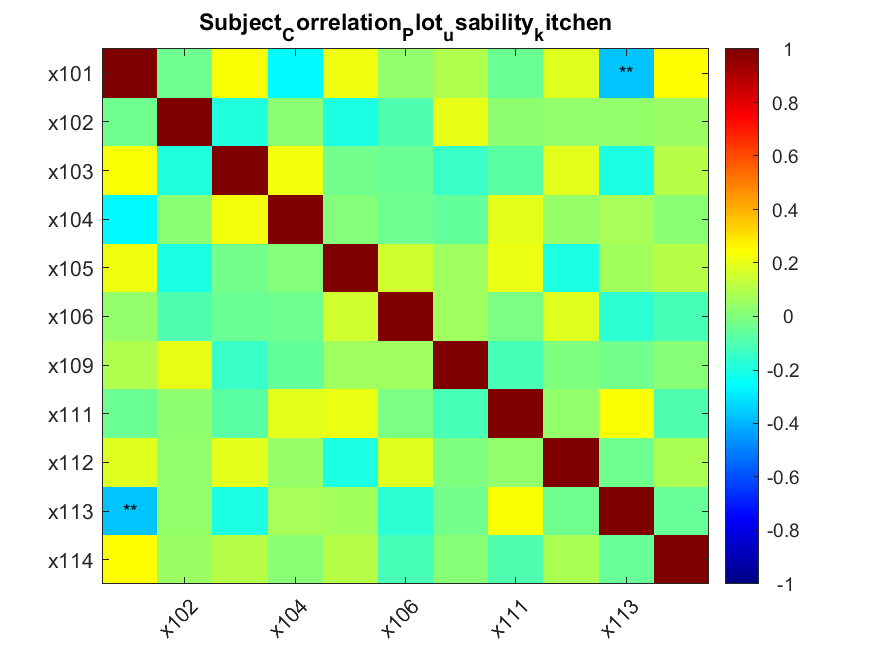 Subject_Correlation_Plot_usability_kitchen
x101
**
1
x102
0.8
x103
0.6
x104
0.4
x105
0.2
x106
0
x109
-0.2
x111
-0.4
x112
-0.6
x113
**
-0.8
x114
-1
x102 x104 x106 x111 x113